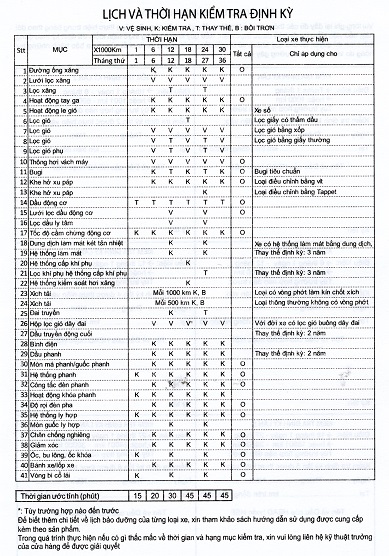 LỊCH VÀ THỜI HẠN KIỂM TRA ĐỊNH KỲ
V: VỆ SINH, K: KIỂM TRA, T: THAY THẾ, B: BÔI TRƠN
Stt MỤC THỜI HẠN Loại xe thực hiện
X1000Km 1 6 12 18 24 30 Tất cả Chỉ áp dụng cho
Tháng thứ 1 6 12 18 27 36
1 Đường ống xăng K K K K K O
2 Lưới lọc xăng V V V V V O
3 Lọc xăng T T
4 Hoạt động tay ga K K K K K O
5 Hoạt động le gió K K K K K Xe số
6 Lọc gió T Lọc giấy có thấm dầu
7 Lọc gió V V V V V Lọc gió bằng xốp
8 Lọc gió V T V T V Lọc gió bằng giấy thường
9 Lọc gió phụ V T V T V
10 Thông hơi vách máy V V V V V O
11 Bugi K T K T K O Bugi tiêu chuẩn
12 Khe hở xu páp K K K K K O Loại điều chỉnh bằng vít
13 Khe hở xu páp K Loại điều chỉnh bằng Tappet
14 Dầu động cơ T T T T T T O
15 Lưới lọc dầu động cơ V V O
16 Lọc dầu ly tâm V V
17 Tốc độ cầm chừng động cơ K K K K K K O
18 Dung dịch làm mát két tản nhiệt K K Xe có hệ thống làm mát bằng dung dịch,
19 Hệ thống làm mát K K Thay thế định kỳ: 3 năm
20 Hệ thống cấp khí phụ K
21 Lọc khí phụ hệ thống cấp khí phụ T Thay thế định kỳ: 3 năm
22 Hệ thống kiểm soát hơi xăng K
23 Xích tải Mỗi 1000 km K, B Loại có vòng phớt làm kín chốt xích
24 Xích tải Mỗi 500 km K, B Loại thông thường không có vòng phớt
25 Đai truyền K T
26 Hộp lọc gió dây đai V V V V V Với đời xe có lọc gió buồng dây đai
27 Dầu truyền động cuối Thay thế định kỳ: 2 năm
28 Bình điện K K K K K
29 Dầu phanh K K K K K Thay thế định kỳ: 2 năm
30 Mòn má phanh/guốc phanh K K K K K O
31 Hệ thống phanh K K K K K K O
32 Công tắc đèn phanh K K K K K O
33 Hoạt động khóa phanh K K K K K K
34 Độ rọi đèn pha K K K K K O
35 Hệ thống ly hợp K K K K K K O
36 Mòn guốc ly hợp K K
37 Chân chống nghiêng K K K K K O
38 Giảm xóc K K K K K O
39 Ốc, bu lông, ốc khóa K K K O
40 Bánh xe/lốp xe K K K K K O
41 Vòng bi cổ lái K K K O
Thời gian ước tính (phút) 15 20 30 45 45 45
*: Tùy trường hợp nào đến trước
Để biết thêm chi tiết về lịch bảo dưỡng của từng loại xe, xin tham khảo sách hướng dẫn sử dụng được cung cấp
kèm theo sản phẩm.
Trong quá trình thực hiện nếu có gì thắc mắc về thời gian và hạng mục kiểm tra, xin vui lòng liên hệ kỹ thuật trưởng
của cửa hàng để được giải quyết